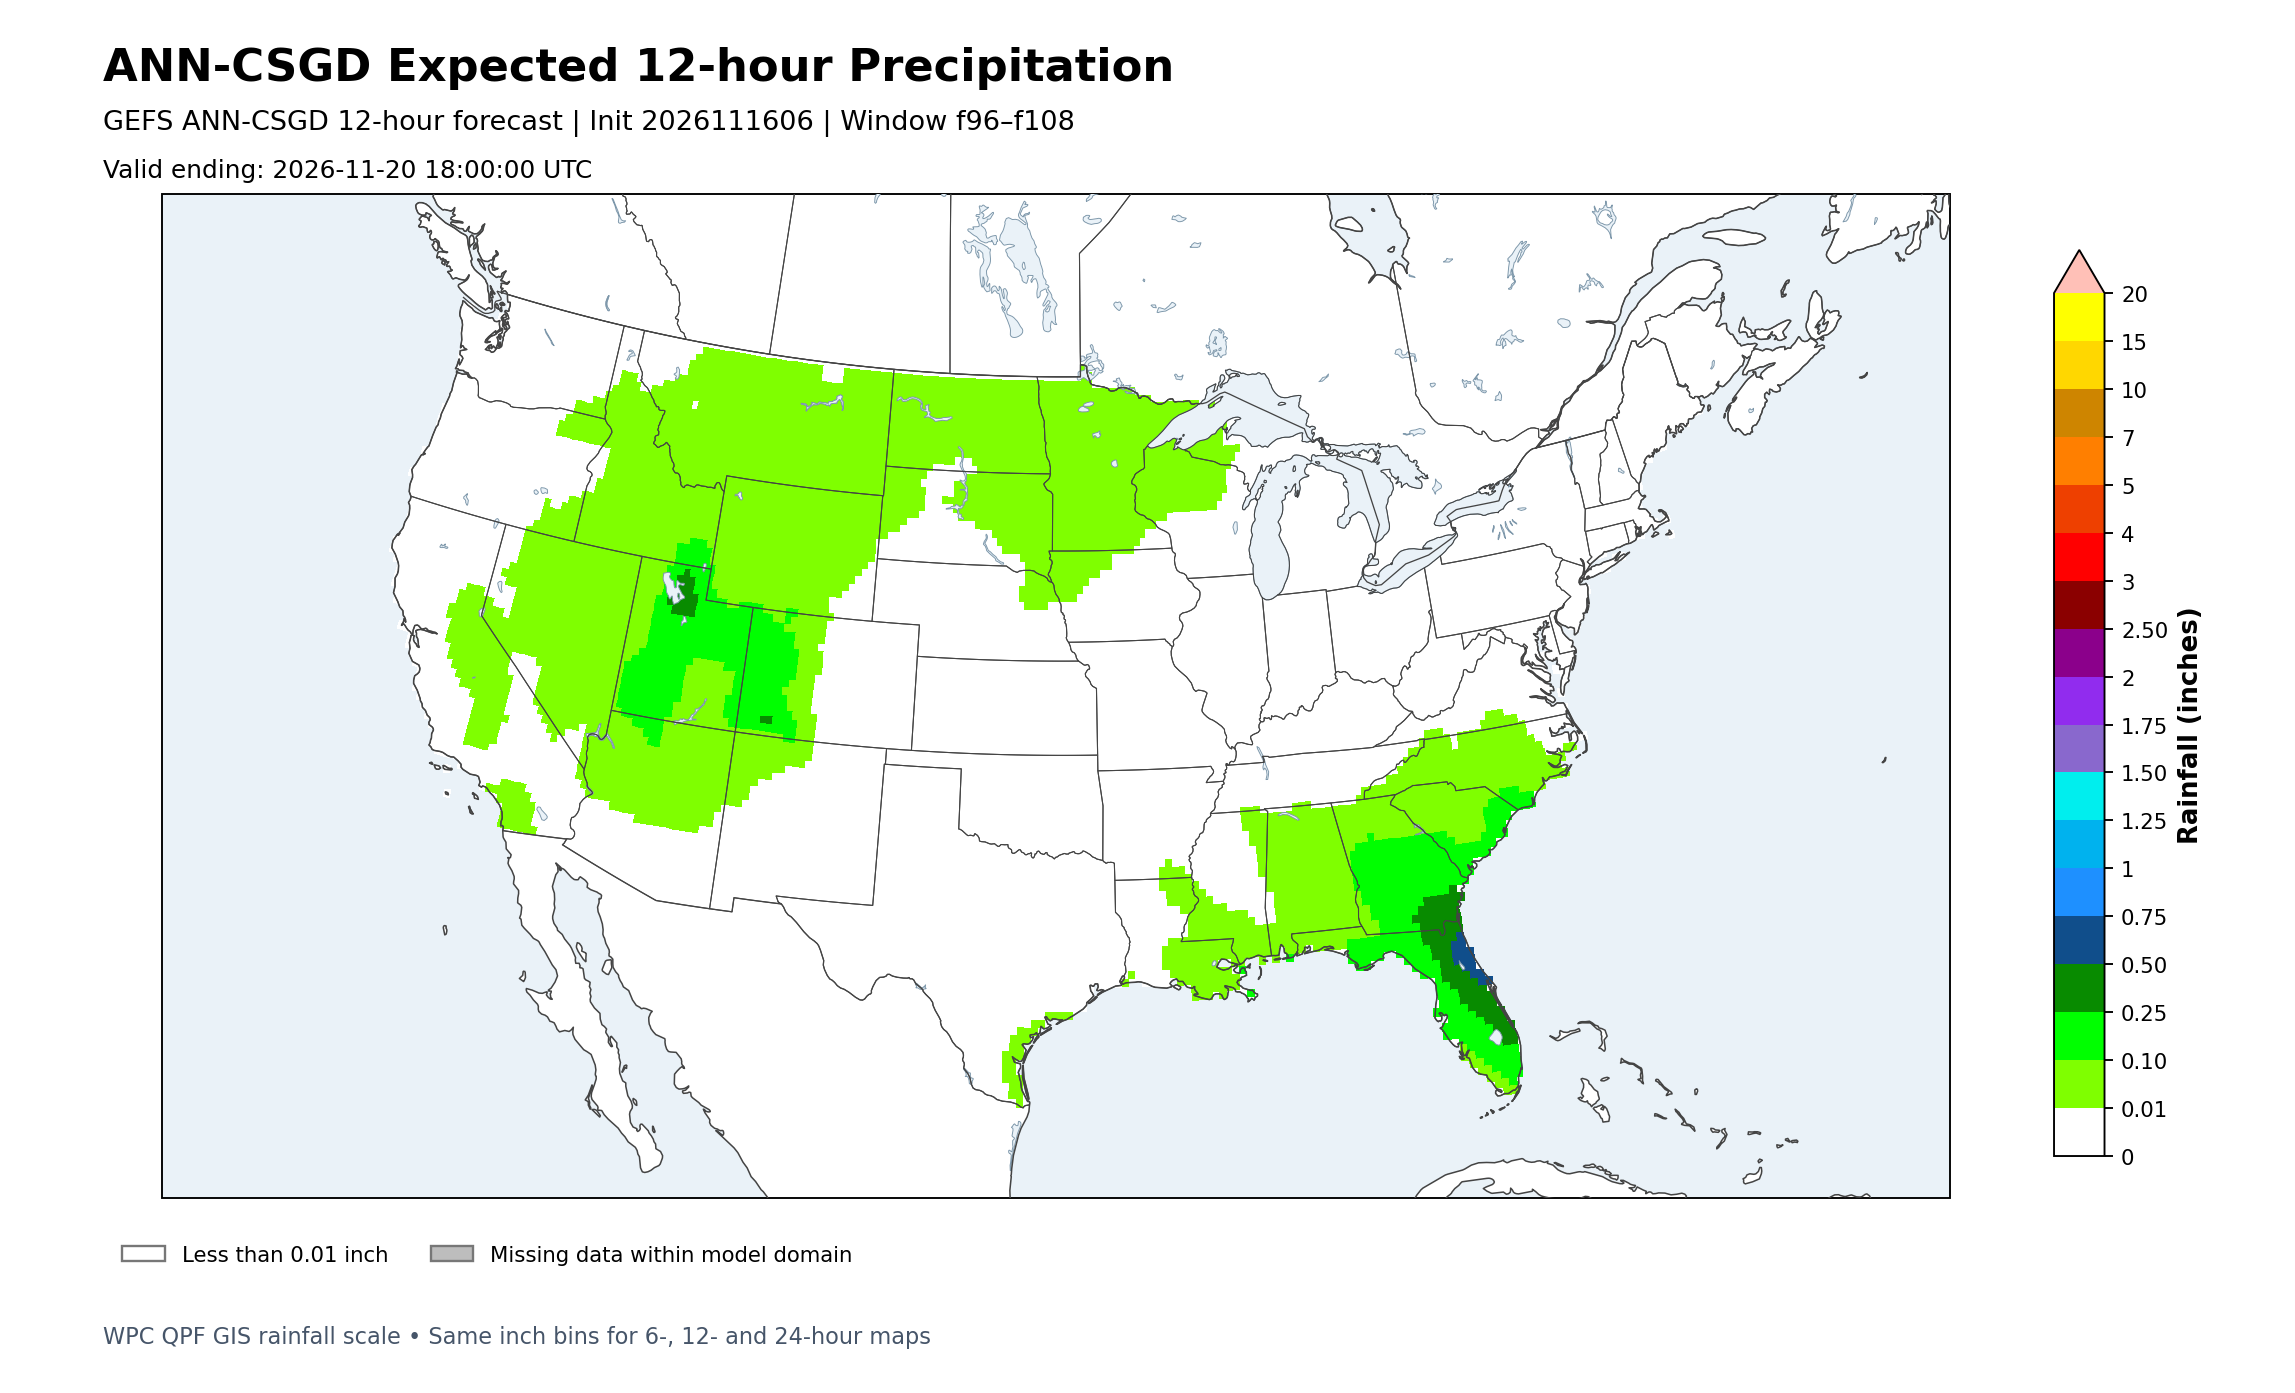 ANN-CSGD Expected 12-hour Precipitation
GEFS ANN-CSGD 12-hour forecast | Init 2026111606 | Window f96–f108
Valid ending: 2026-11-20 18:00:00 UTC
20
15
10
7
5
4
3
2.50
2
1.75
1.50
1.25
1
0.75
0.50
0.25
0.10
0.01
0
Rainfall (inches)
Less than 0.01 inch
Missing data within model domain
WPC QPF GIS rainfall scale • Same inch bins for 6-, 12- and 24-hour maps